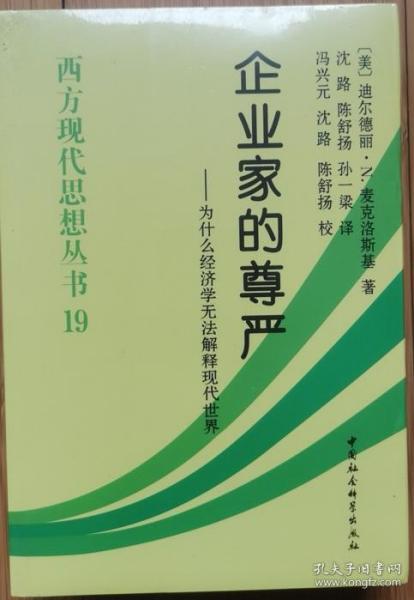 [美]迪尔德丽·N.麦克洛斯基 著
沈 路 陈舒扬 孙一梁 译
冯兴元 沈 路 陈舒扬 校
企业家的尊严
——为什么经济学无法解释现代世界
西方现代思想丛书19
中国社会科学出版社
孔夫子旧书网
www.kongfz.com